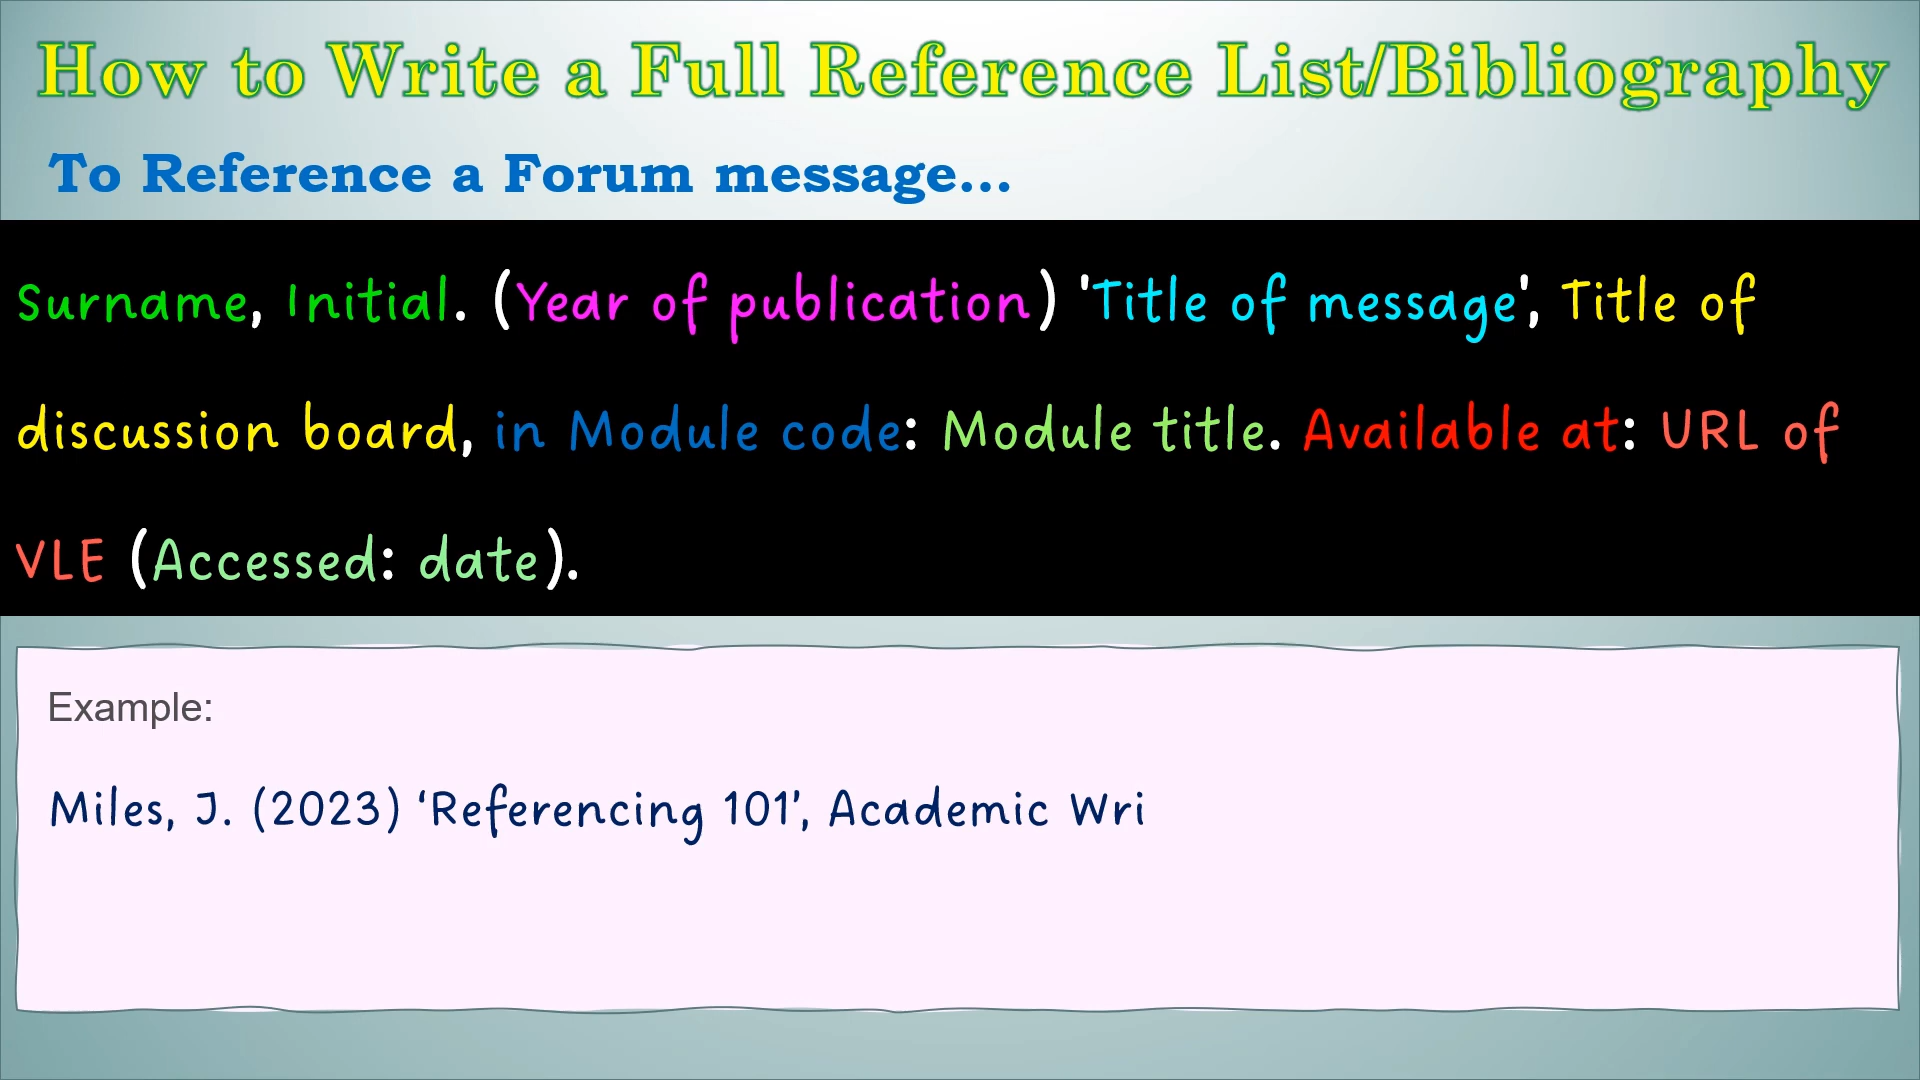 How to Write a Full Reference List/Bibliography
To Reference a Forum message...
Surname, Initial. (Year of publication) 'Title of message', Title of
discussion board, in Module code: Module title. Available at: URL of
VLE (Accessed: date).
Example:
Miles, J. (2023) ‘Referencing 101’, Academic Wri